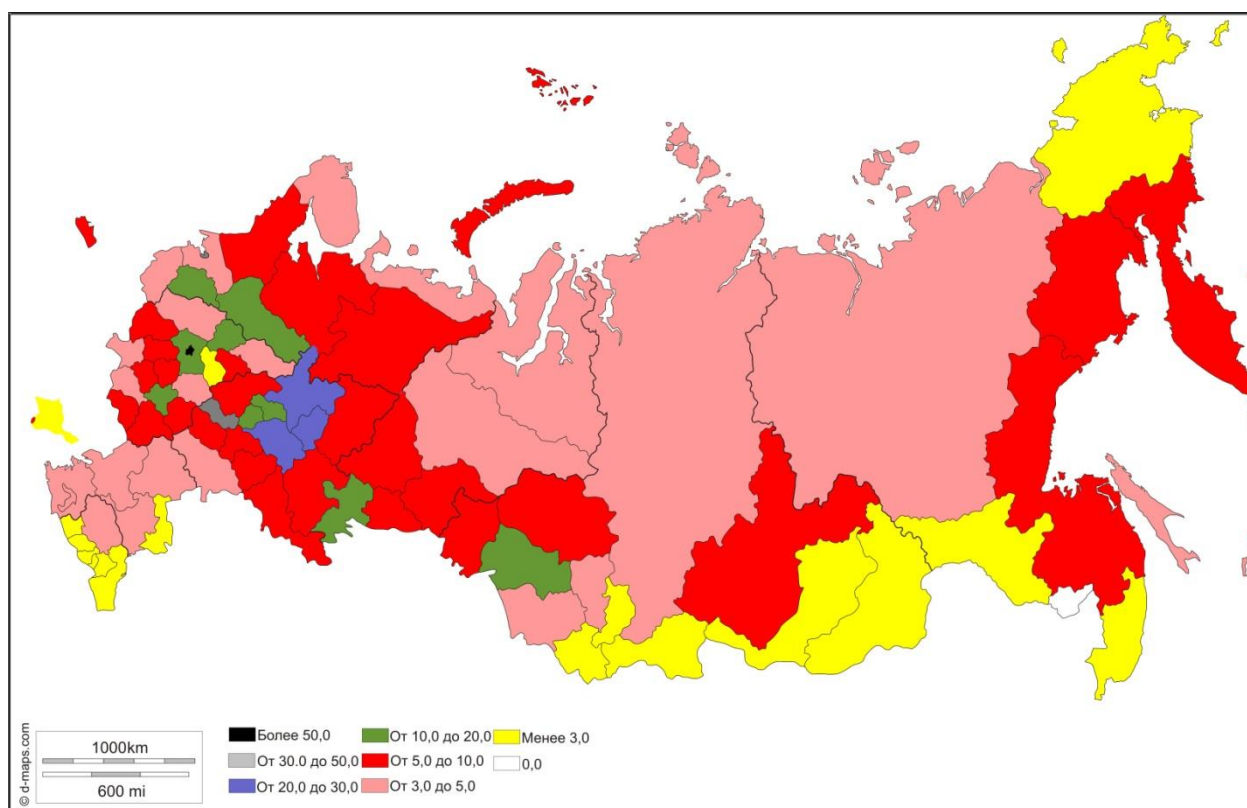 © d-maps.com
1000km
600 mi
Более 50,0
От 30.0 до 50,0
От 20,0 до 30,0
От 10,0 до 20,0
От 5,0 до 10,0
От 3,0 до 5,0
Менее 3,0
0,0